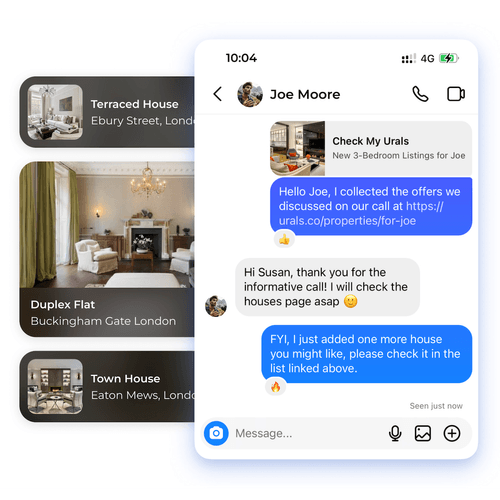 10:04
4G
Joe Moore
Terraced House
Ebury Street, Londo
Check My Urals
New 3-Bedroom Listings for Joe
Hello Joe, I collected the offers we
discussed on our call at https://
urals.co/properties/for-joe
Hi Susan, thank you for the
informative call! I will check the
houses page asap 🙂
Duplex Flat
Buckingham Gate London
FYI, I just added one more house
you might like, please check it in the
list linked above.
Town House
Eaton Mews, Lond
Seen just now
Message...